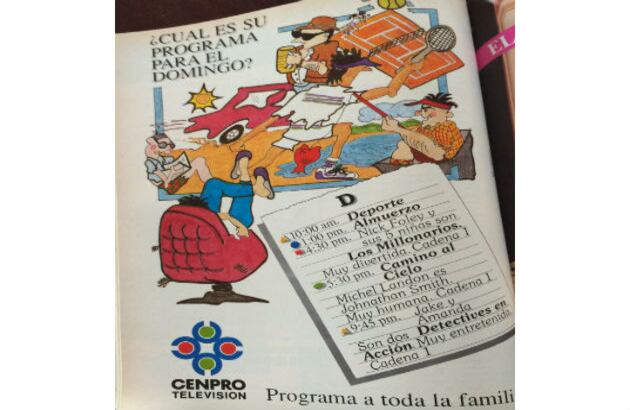 ¿CUAL ES SU
PROGRAMA
PARA EL
DOMINGO?
EL
D
10:00 am. Deporte
1:00 pm. Almuerzo
4:30 pm. Nick Foley y
sus 5 niñas son
Los Millonarios.
Muy divertida. Cadena 1
5:30 pm. Camino al
Cielo
Michel Landon es
Johnathan Smith.
Muy humana. Cadena 1
9:45 pm. Jake y
Amanda
Son dos Detectives en
Acción. Muy entretenida.
Cadena 1
CENPRO
TELEVISION
Programa a toda la famili